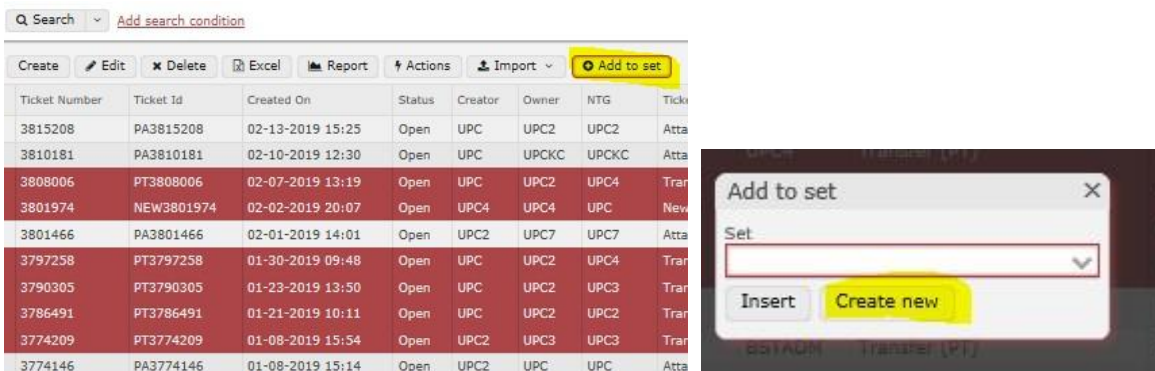 Search Add search condition
Create Edit Delete Excel Report Actions Import Add to set
Ticket Number Ticket Id Created On Status Creator Owner NTG Ticke
3815208 PA3815208 02-13-2019 15:25 Open UPC UPC2 UPC2 Atta
3810181 PA3810181 02-10-2019 12:30 Open UPC UPCKC UPCKC Atta
3808006 PT3808006 02-07-2019 13:19 Open UPC UPC2 UPC4 Tran
3801974 NEW3801974 02-02-2019 20:07 Open UPC4 UPC4 UPC New
3801466 PA3801466 02-01-2019 14:01 Open UPC2 UPC7 UPC7 Atta
3797258 PT3797258 01-30-2019 09:48 Open UPC UPC2 UPC4 Tran
3790305 PT3790305 01-23-2019 13:50 Open UPC UPC2 UPC3 Tran
3786491 PT3786491 01-21-2019 10:11 Open UPC UPC2 UPC2 Tran
3774209 PT3774209 01-08-2019 15:54 Open UPC2 UPC3 UPC3 Tran
3774146 PA3774146 01-08-2019 15:14 Open UPC2 UPC UPC Atta
UPC4 Transfer (PT)
Add to set
Set
Insert Create new
BSTADM Transfer (PT)